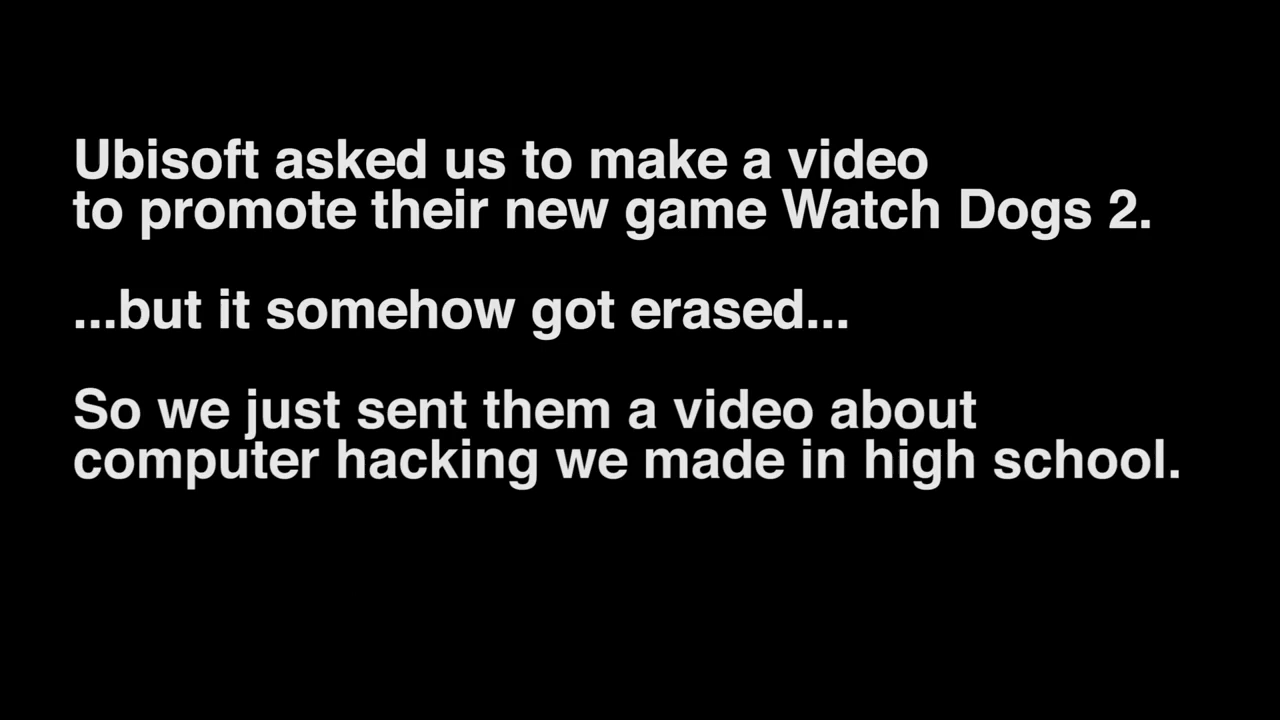 Ubisoft asked us to make a video
to promote their new game Watch Dogs 2.
...but it somehow got erased...
So we just sent them a video about
computer hacking we made in high school.